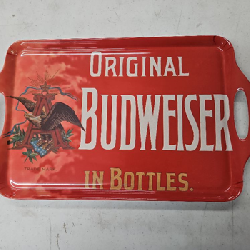 ORIGINAL
BUDWEISER
IN BOTTLES.